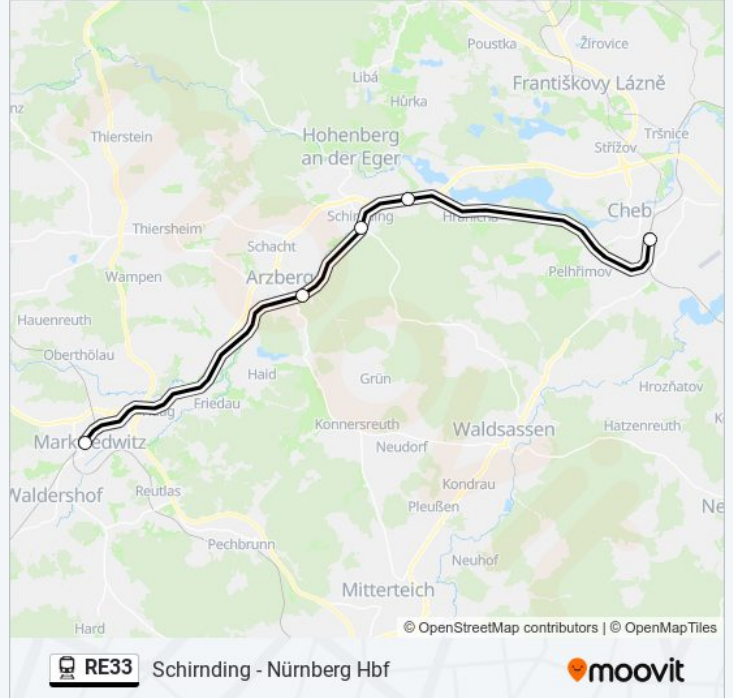 Poustka
Žírovice
Libá
Františkovy Lázně
Hůrka
Thierstein
Hohenberg
an der Eger
Tršnice
Střížov
Cheb
Thiersheim
Schacht
Pelhřimov
Wampen
Arzberg
Hauenreuth
Oberthölau
Haid
Grün
Hrozňatov
Friedau
Konnersreuth
Waldsassen
Hatzenreuth
Neudorf
Waldershof
Reutlas
Kondrau
Pleußen
Pechbrunn
Neuhof
Mitterteich
Hard
© OpenStreetMap contributors | © OpenMapTiles
RE33 Schirnding - Nürnberg Hbf
moovit